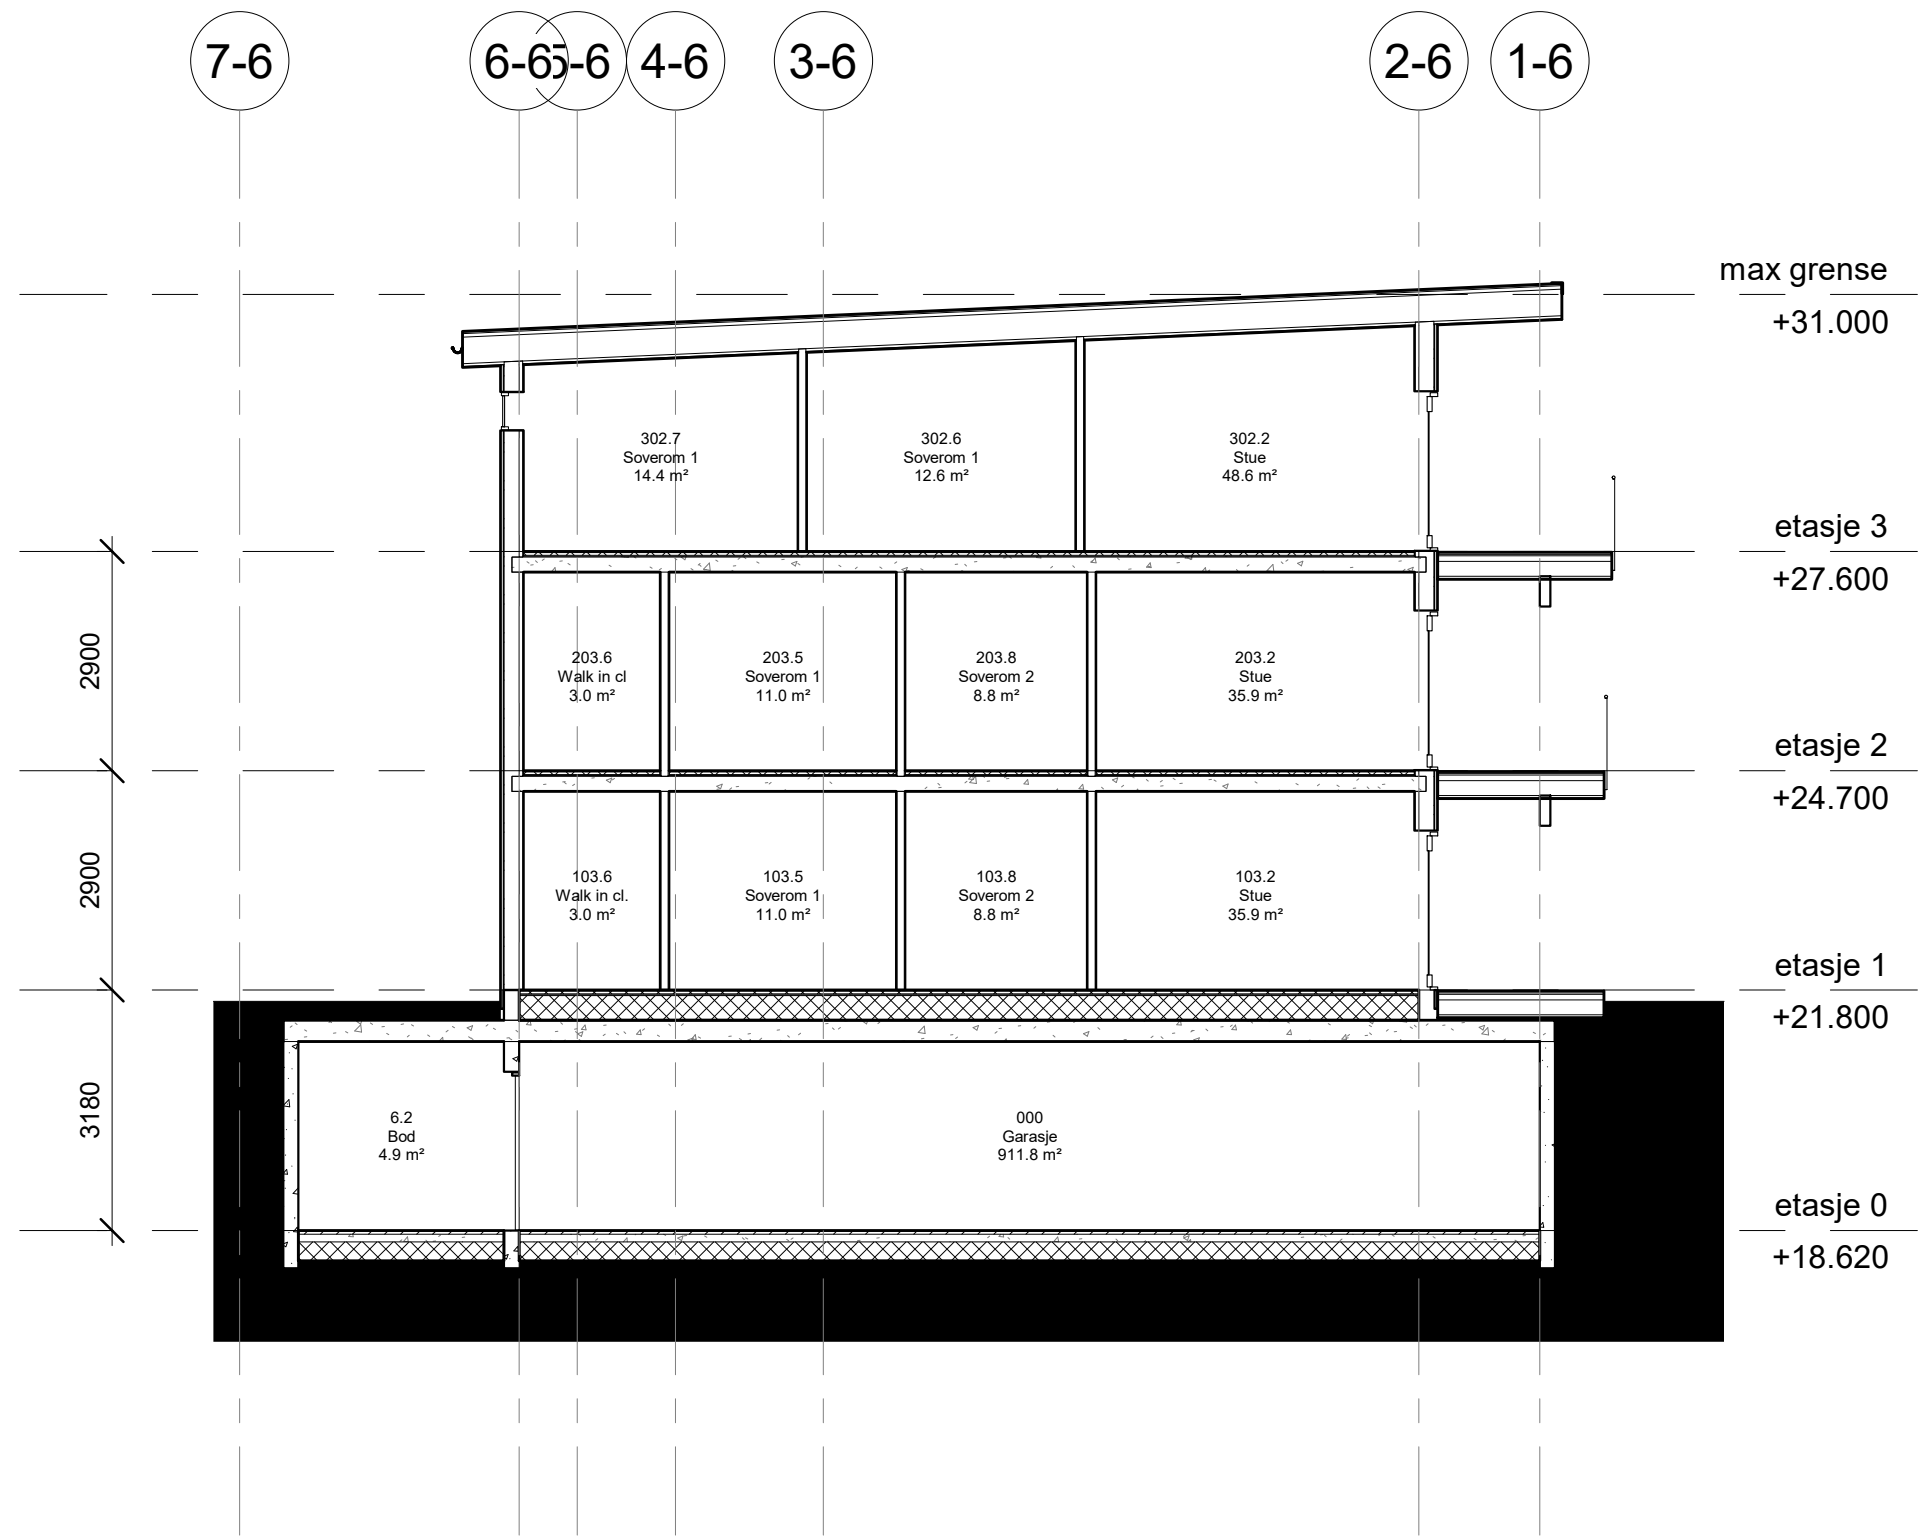 7-6
6-6
5-6
4-6
3-6
2-6
1-6
max grense
+31.000
302.7
Soverom 1
14.4 m²
302.6
Soverom 1
12.6 m²
302.2
Stue
48.6 m²
etasje 3
+27.600
2900
203.6
Walk in cl
3.0 m²
203.5
Soverom 1
11.0 m²
203.8
Soverom 2
8.8 m²
203.2
Stue
35.9 m²
etasje 2
+24.700
2900
103.6
Walk in cl.
3.0 m²
103.5
Soverom 1
11.0 m²
103.8
Soverom 2
8.8 m²
103.2
Stue
35.9 m²
etasje 1
+21.800
3180
6.2
Bod
4.9 m²
000
Garasje
911.8 m²
etasje 0
+18.620